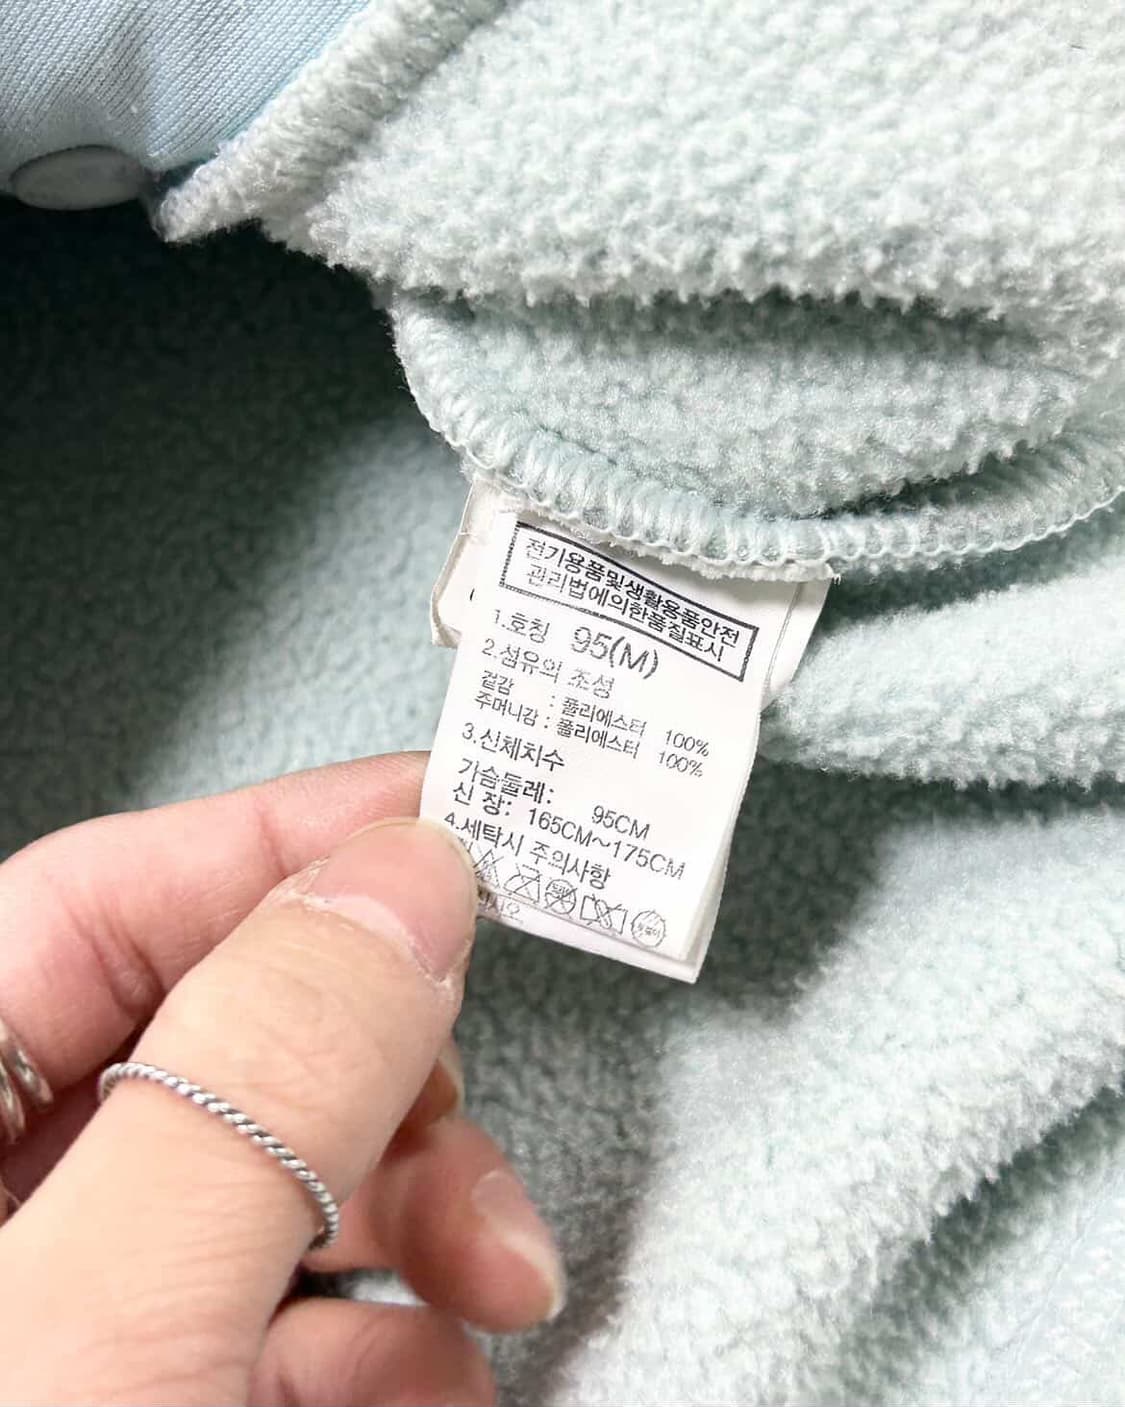 전기용품및생활용품안전
관리법에의한품질표시
1.호칭 95(M)
2.섬유의 조성
겉감 : 폴리에스터 100%
주머니감 : 폴리에스터 100%
3.신체치수
가슴둘레: 95CM
신 장: 165CM~175CM
4.세탁시 주의사항